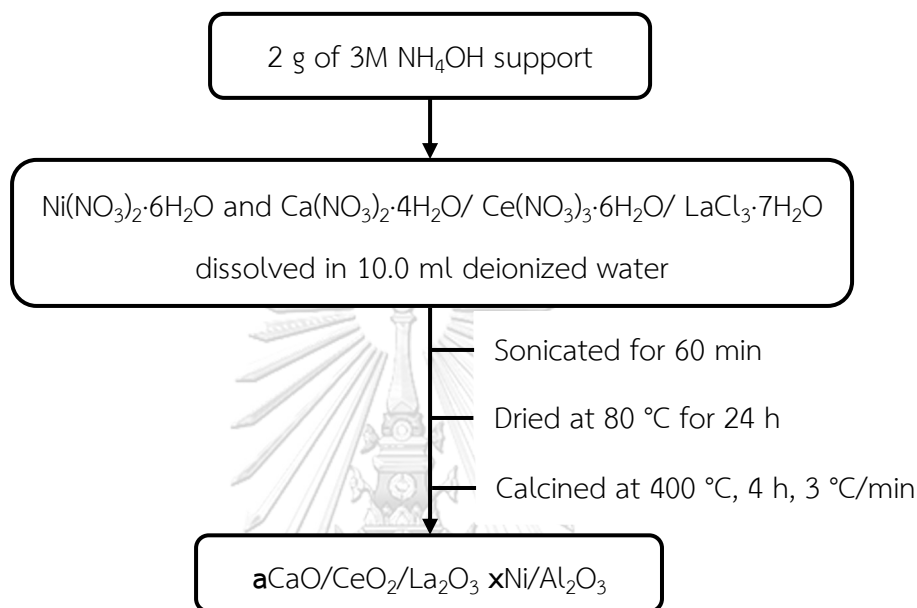 2 g of 3M NH₄OH support
Ni(NO₃)₂·6H₂O and Ca(NO₃)₂·4H₂O/ Ce(NO₃)₃·6H₂O/ LaCl₃·7H₂O
dissolved in 10.0 ml deionized water
Sonicated for 60 min
Dried at 80 °C for 24 h
Calcined at 400 °C, 4 h, 3 °C/min
aCaO/CeO₂/La₂O₃ xNi/Al₂O₃